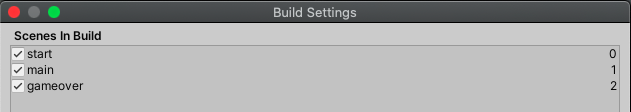 Build Settings
Scenes In Build
start 0
main 1
gameover 2